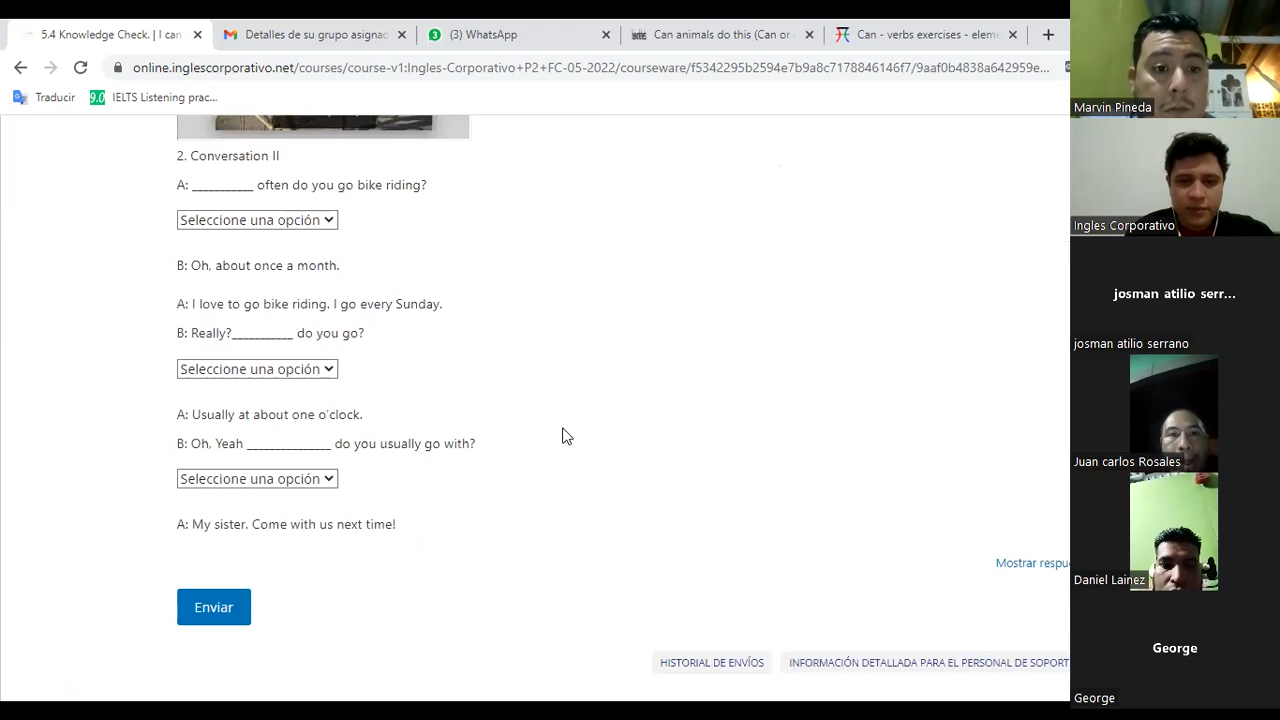 5.4 Knowledge Check. | I can
Detalles de su grupo asignac
(3) WhatsApp
Can animals do this (Can or
Can - verbs exercises - eleme
online.inglescorporativo.net/courses/course-v1:Ingles-Corporativo+P2+FC-05-2022/courseware/f5342295b2594e7b9a8c7178846146f7/9aaf0b4838a642959e...
Traducir
9.0 IELTS Listening prac...
2. Conversation II
A: ___________ often do you go bike riding?
Seleccione una opción
B: Oh, about once a month.
A: I love to go bike riding. I go every Sunday.
B: Really?___________ do you go?
Seleccione una opción
A: Usually at about one o’clock.
B: Oh, Yeah _______________ do you usually go with?
Seleccione una opción
A: My sister. Come with us next time!
Mostrar respu
Enviar
HISTORIAL DE ENVÍOS
INFORMACIÓN DETALLADA PARA EL PERSONAL DE SOPORT
Marvin Pineda
Ingles Corporativo
josman atilio serr...
josman atilio serrano
Juan carlos Rosales
Daniel Lainez
George
George